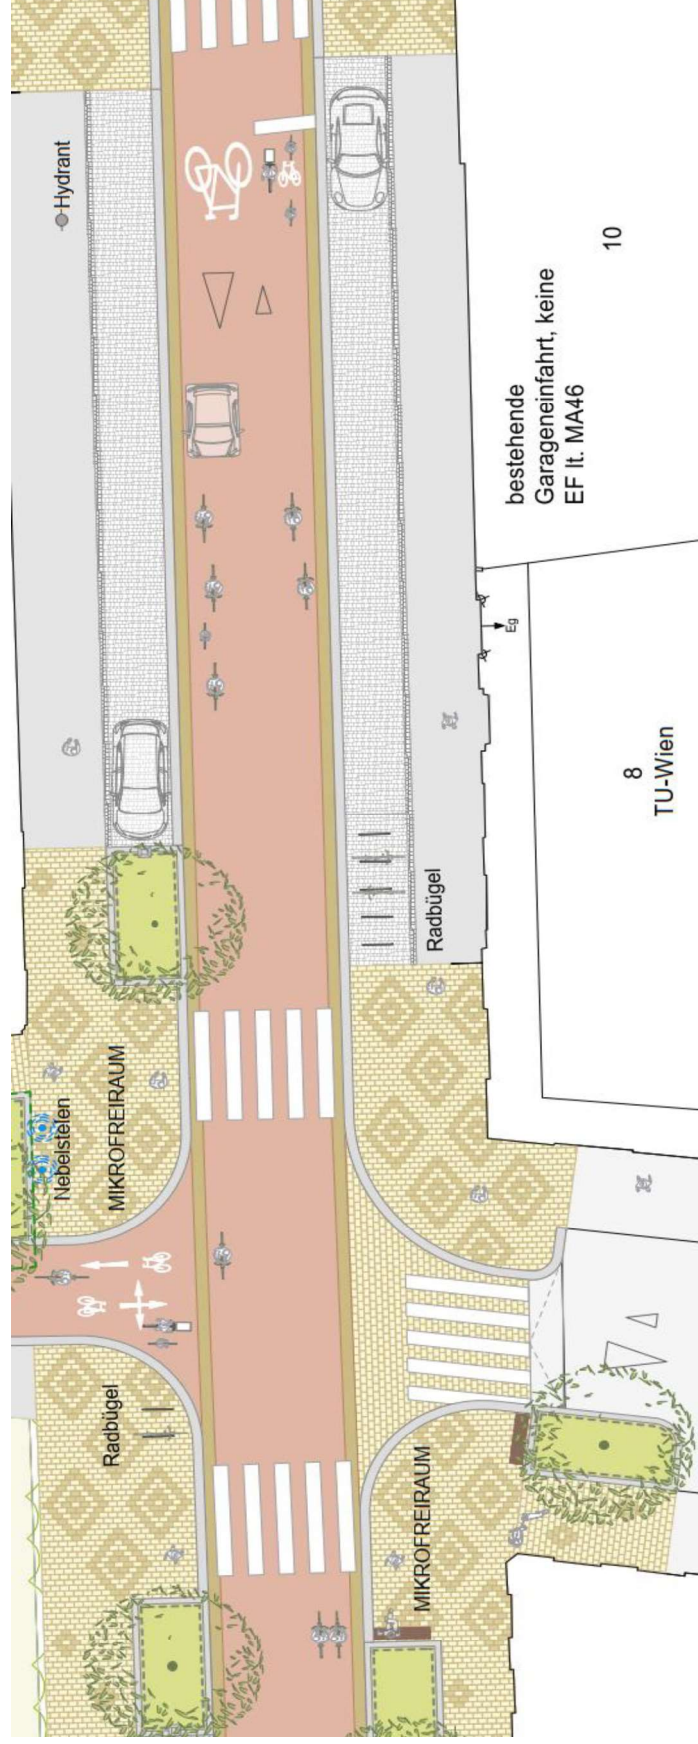 Hydrant
10
bestehende
Garageneinfahrt, keine
EF lt. MA46
Eg
8
TU-Wien
Radbügel
MIKROFREIRAUM
Nebelstelen
Radbügel
MIKROFREIRAUM